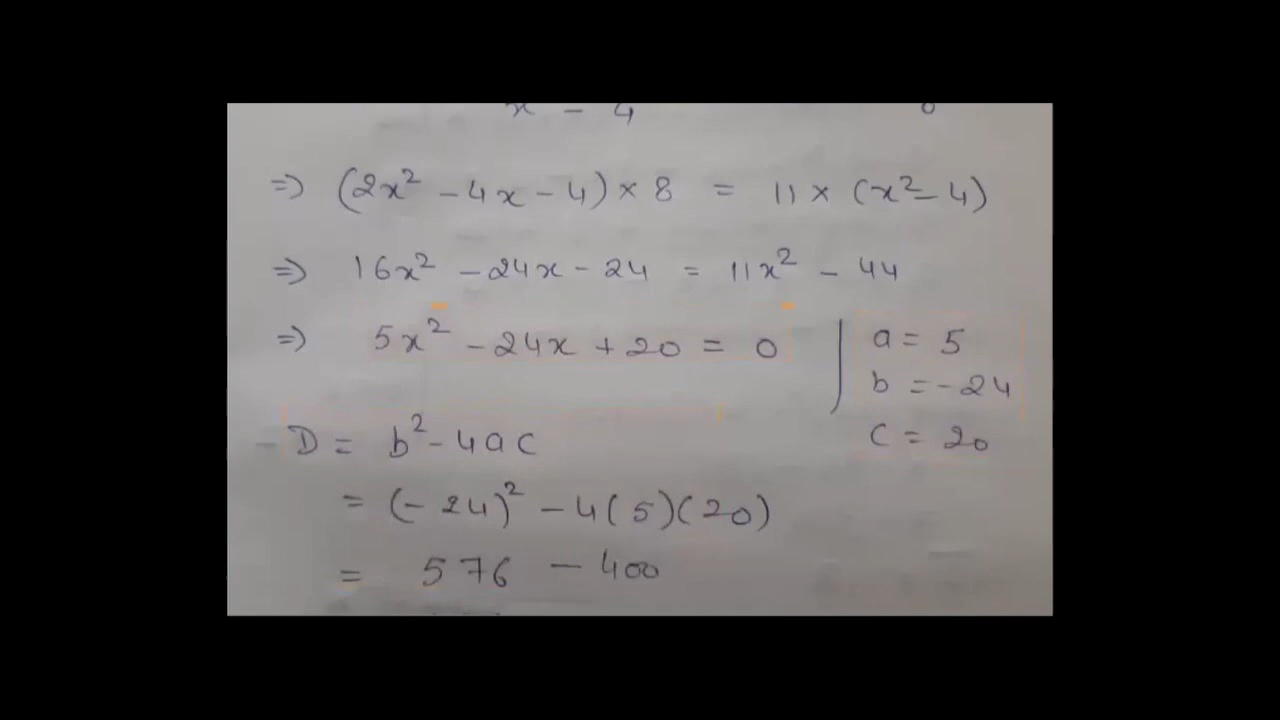 x - 4
⇒ (2x² - 4x - 4) × 8 = 11 × (x² - 4)
⇒ 16x² - 24x - 24 = 11x² - 44
⇒ 5x² - 24x + 20 = 0 | a = 5
b = -24
c = 20
D = b² - 4ac
= (-24)² - 4(5)(20)
= 576 - 400